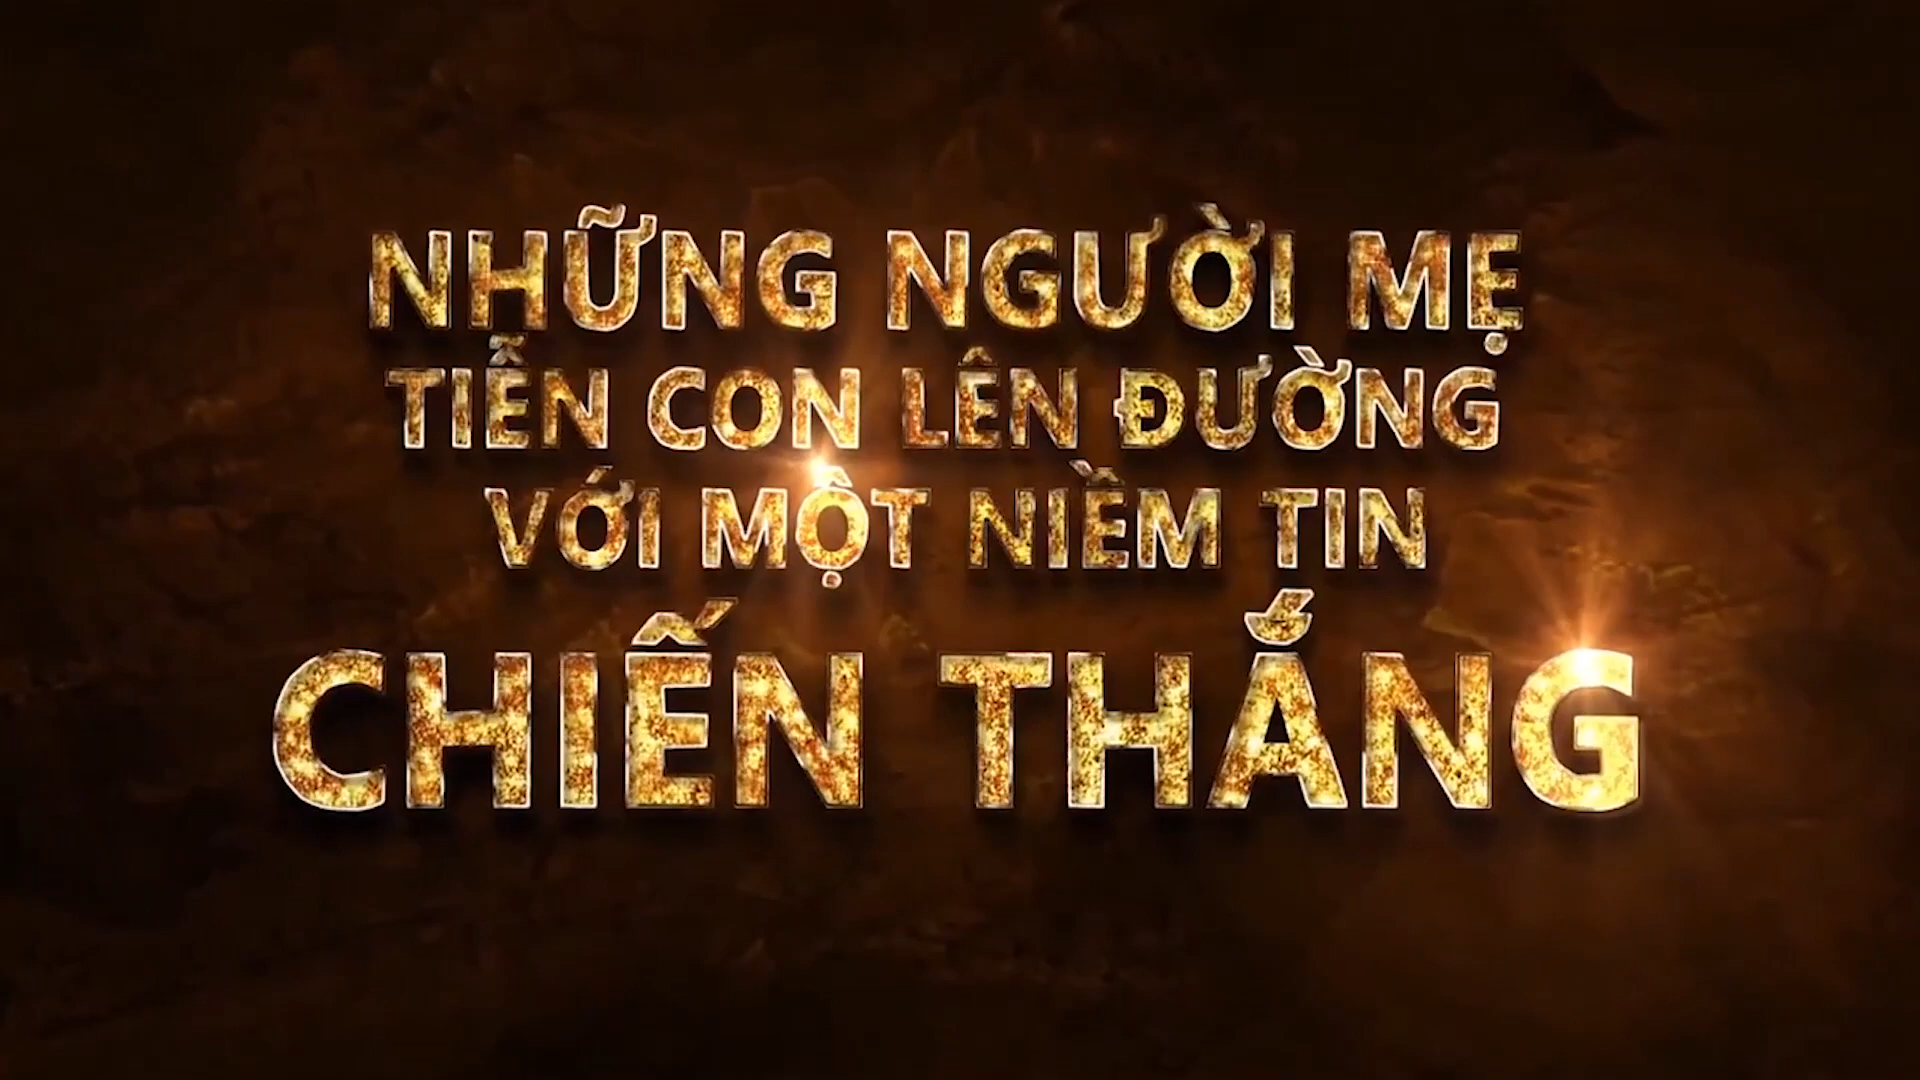 NHỮNG NGƯỜI MẸ
TIỄN CON LÊN ĐƯỜNG
VỚI MỘT NIỀM TIN
CHIẾN THẮNG